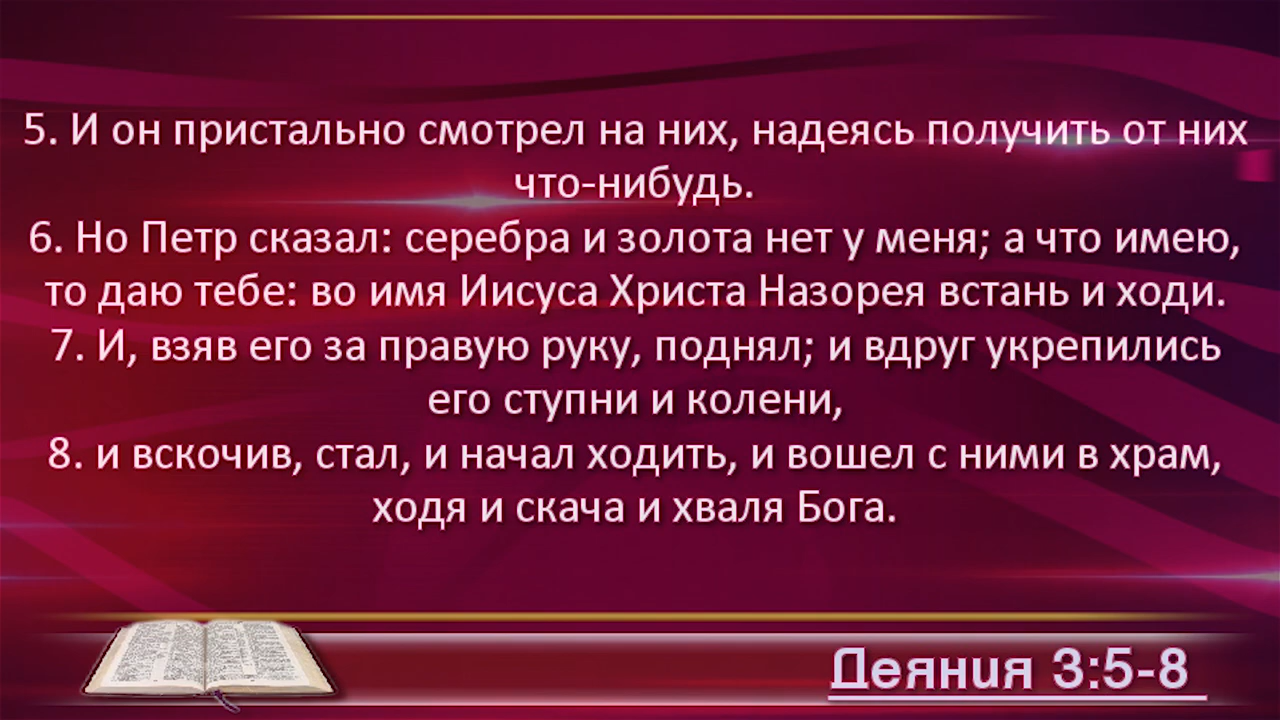 5. И он пристально смотрел на них, надеясь получить от них
что-нибудь.
6. Но Петр сказал: серебра и золота нет у меня; а что имею,
то даю тебе: во имя Иисуса Христа Назорея встань и ходи.
7. И, взяв его за правую руку, поднял; и вдруг укрепились
его ступни и колени,
8. и вскочив, стал, и начал ходить, и вошел с ними в храм,
ходя и скача и хваля Бога.
Деяния 3:5-8